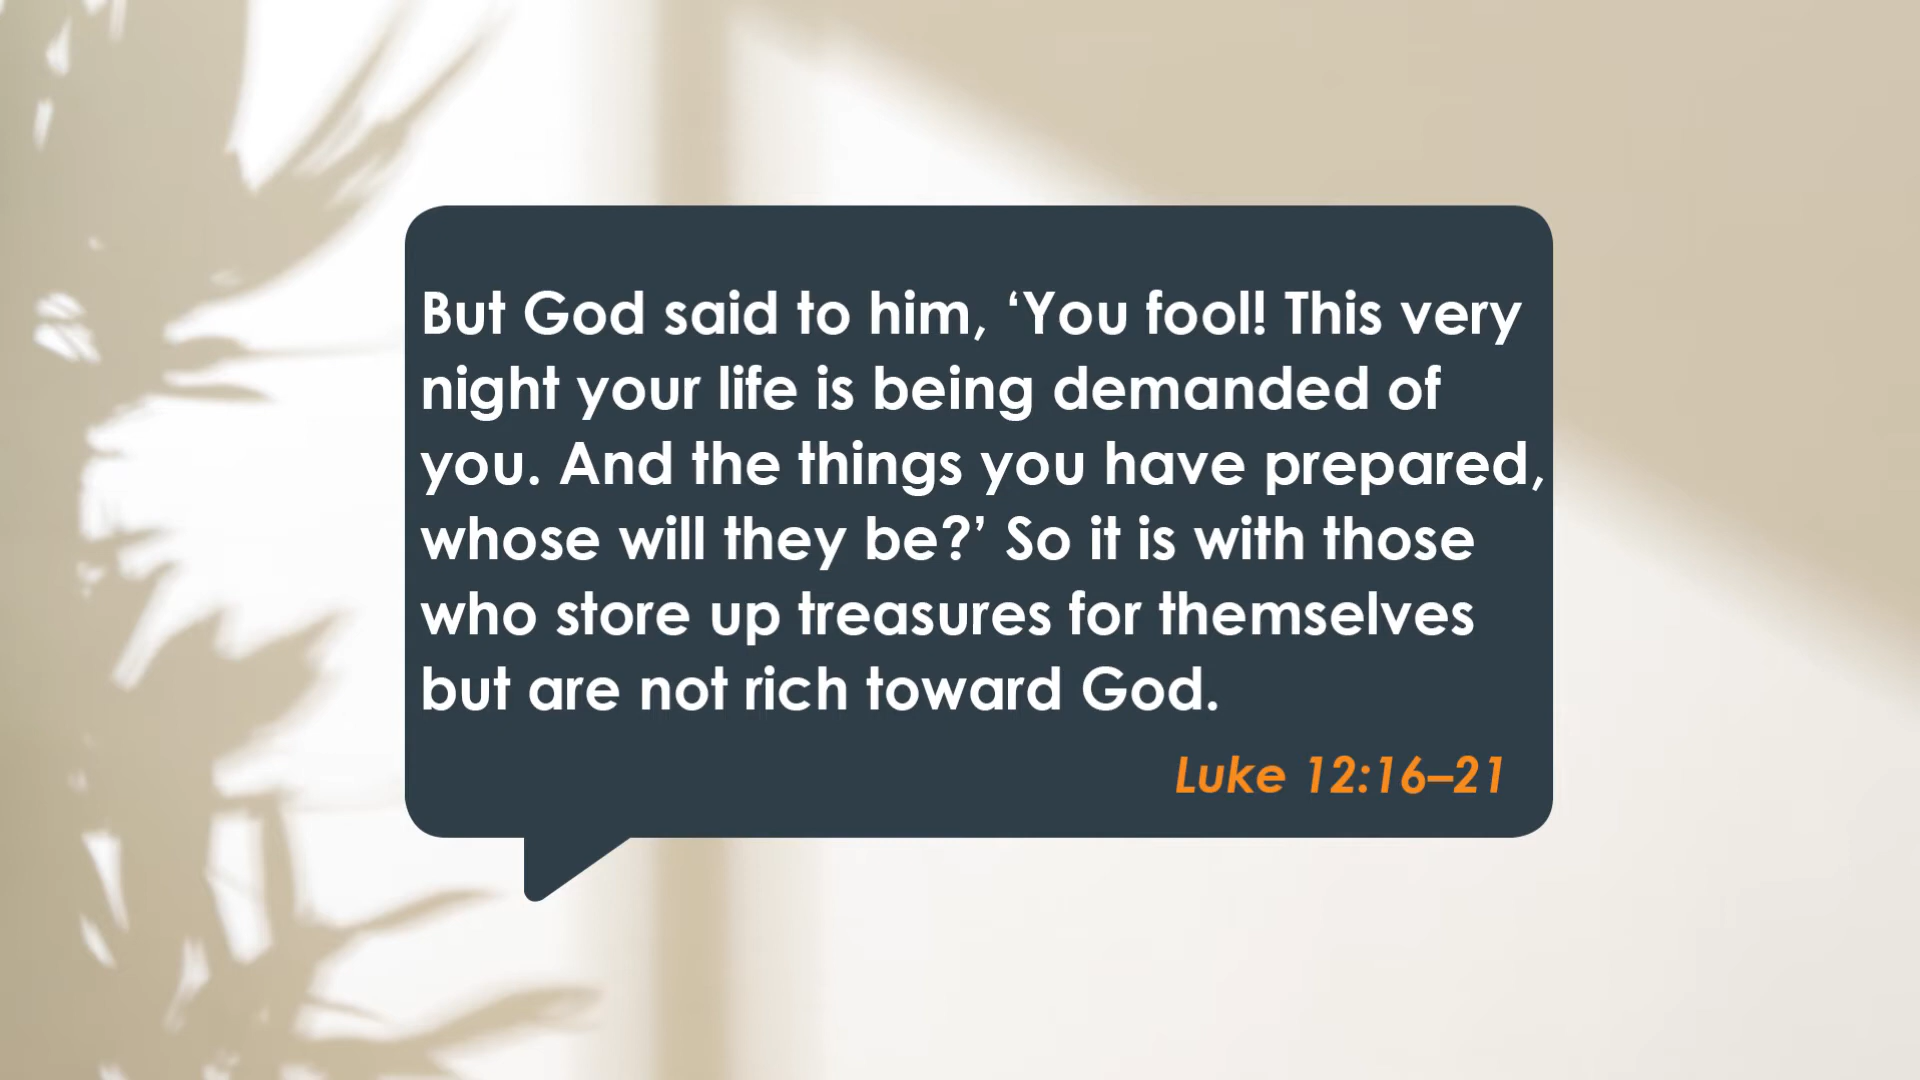 But God said to him, ‘You fool! This very
night your life is being demanded of
you. And the things you have prepared,
whose will they be?’ So it is with those
who store up treasures for themselves
but are not rich toward God.
Luke 12:16–21